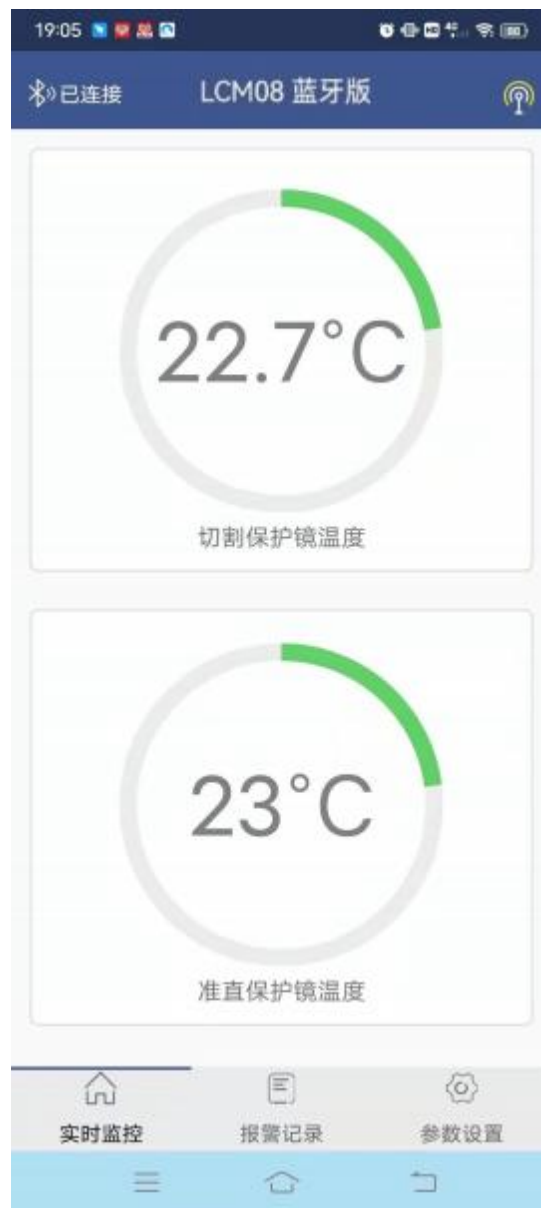 19:05
已连接 LCM08 蓝牙版
22.7°C
切割保护镜温度
23°C
准直保护镜温度
实时监控 报警记录 参数设置